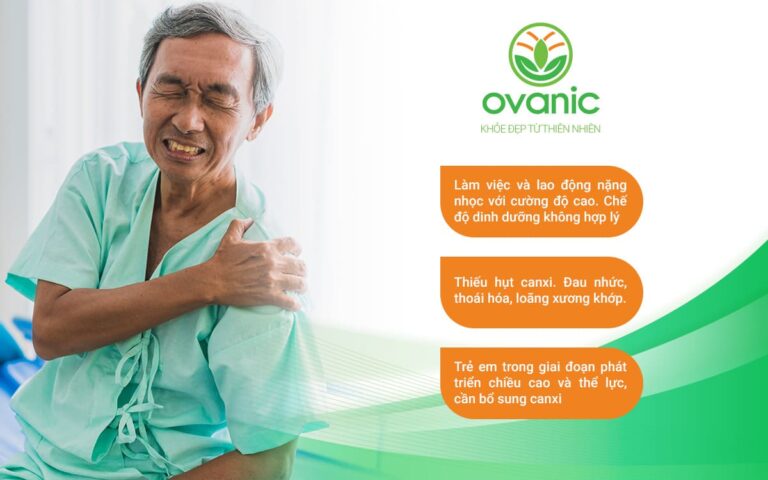 ovanic
KHỎE ĐẸP TỪ THIÊN NHIÊN
Làm việc và lao động nặng
nhọc với cường độ cao. Chế
độ dinh dưỡng không hợp lý
Thiếu hụt canxi. Đau nhức,
thoái hóa, loãng xương khớp.
Trẻ em trong giai đoạn phát
triển chiều cao và thể lực,
cần bổ sung canxi